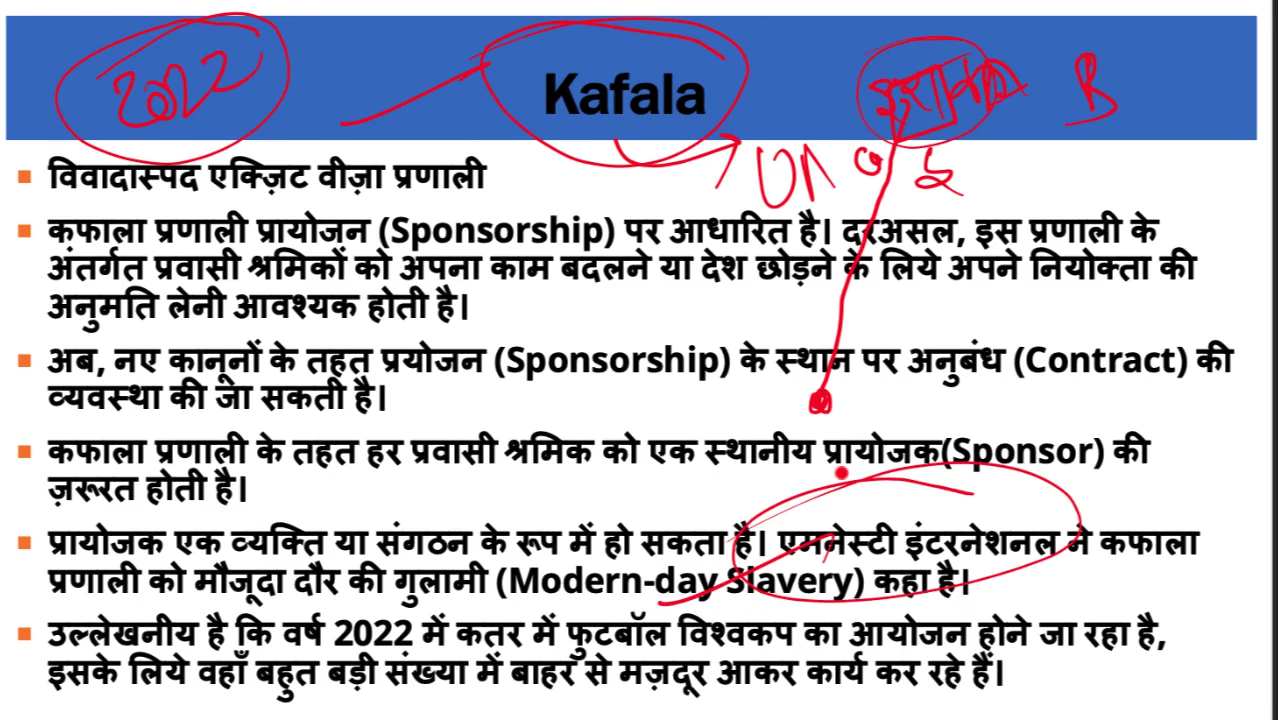 2022
Kafala
B
विवादास्पद एक्ज़िट वीज़ा प्रणाली
कफाला प्रणाली प्रायोजन (Sponsorship) पर आधारित है। दरअसल, इस प्रणाली के
अंतर्गत प्रवासी श्रमिकों को अपना काम बदलने या देश छोड़ने के लिये अपने नियोक्ता की
अनुमति लेनी आवश्यक होती है।
अब, नए कानूनों के तहत प्रयोजन (Sponsorship) के स्थान पर अनुबंध (Contract) की
व्यवस्था की जा सकती है।
कफाला प्रणाली के तहत हर प्रवासी श्रमिक को एक स्थानीय प्रायोजक(Sponsor) की
ज़रूरत होती है।
प्रायोजक एक व्यक्ति या संगठन के रूप में हो सकता है। एमनेस्टी इंटरनेशनल ने कफाला
प्रणाली को मौजूदा दौर की गुलामी (Modern-day Slavery) कहा है।
उल्लेखनीय है कि वर्ष 2022 में कतर में फुटबॉल विश्वकप का आयोजन होने जा रहा है,
इसके लिये वहाँ बहुत बड़ी संख्या में बाहर से मज़दूर आकर कार्य कर रहे हैं।